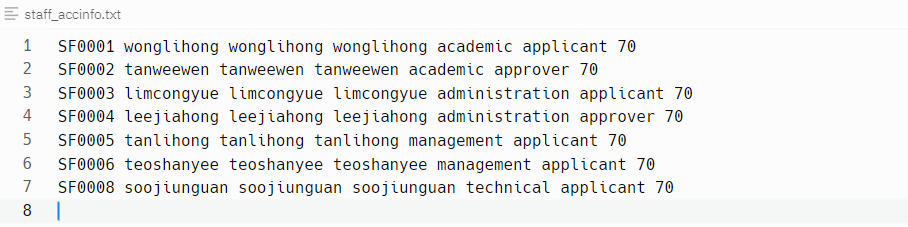 staff_accinfo.txt
1 SF0001 wonglihong wonglihong wonglihong academic applicant 70
2 SF0002 tanweewen tanweewen tanweewen academic approver 70
3 SF0003 limcongyue limcongyue limcongyue administration applicant 70
4 SF0004 leejiahong leejiahong leejiahong administration approver 70
5 SF0005 tanlihong tanlihong tanlihong management applicant 70
6 SF0006 teoshanyee teoshanyee teoshanyee management applicant 70
7 SF0008 soojiunguan soojiunguan soojiunguan technical applicant 70
8